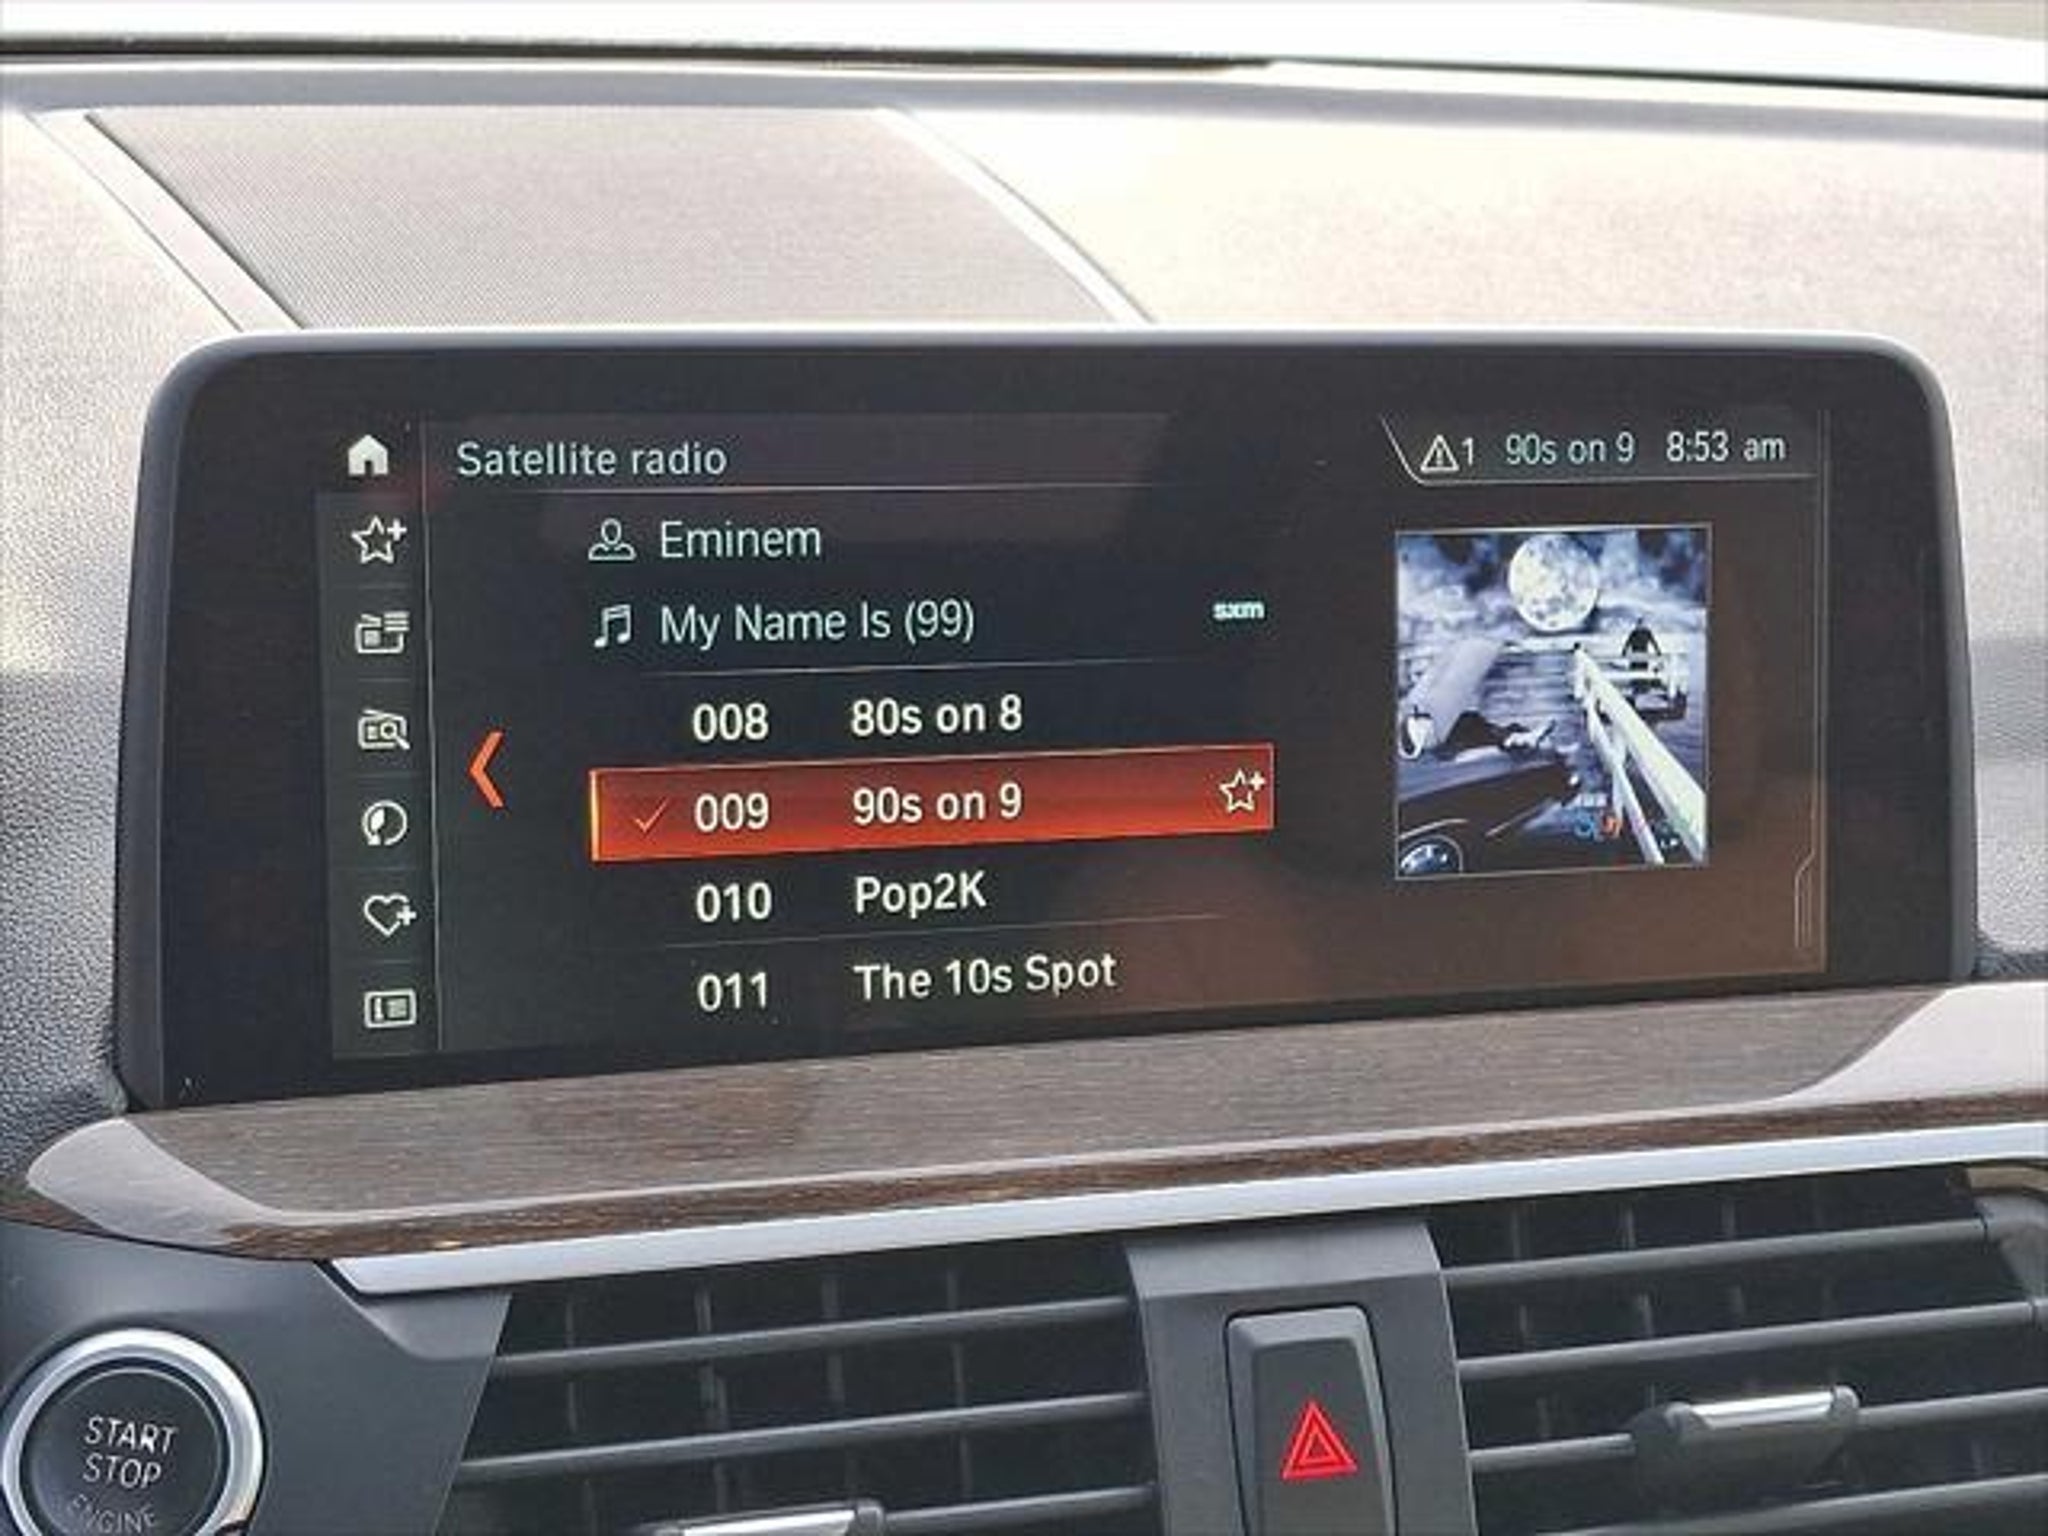 Satellite radio
1 90s on 9 8:53 am
Eminem
My Name Is (99)
sxm
008 80s on 8
009 90s on 9
010 Pop2K
011 The 10s Spot
START
STOP
ENGINE